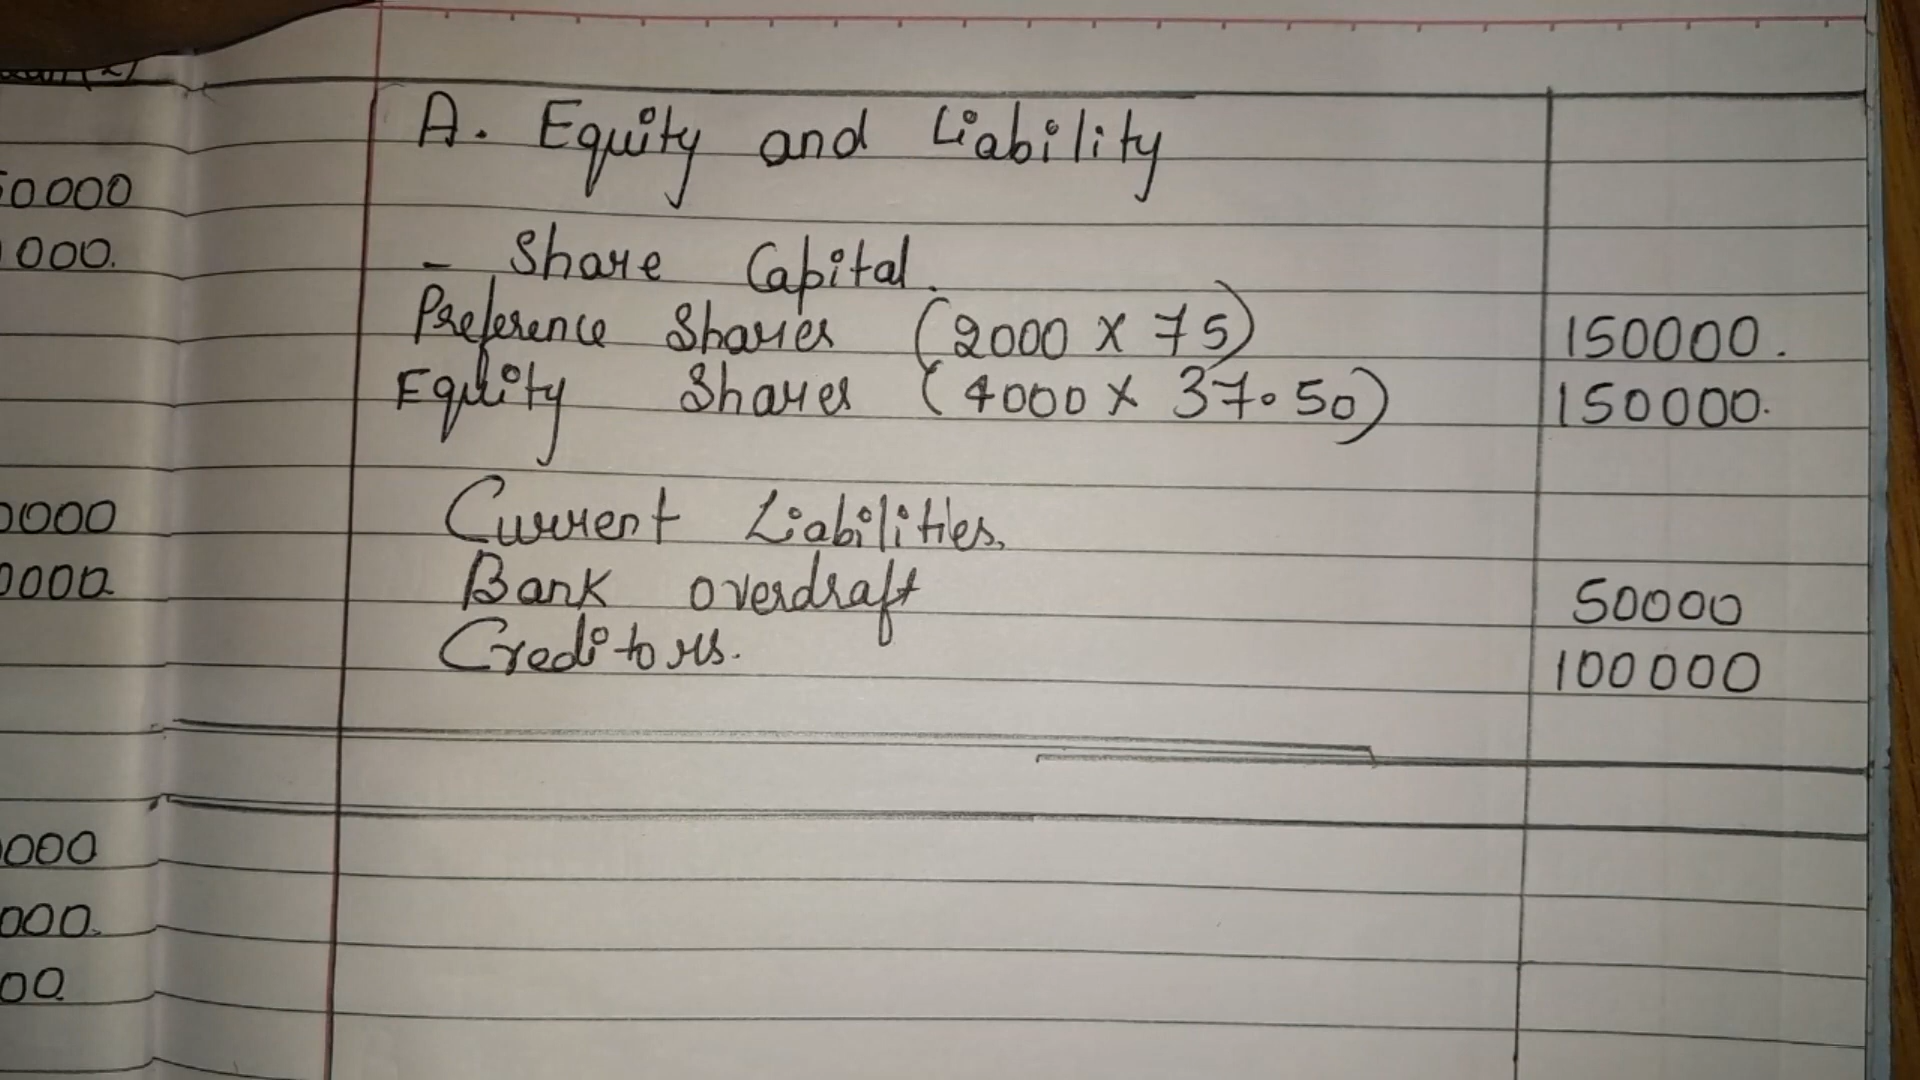 50000
000.
0000
0000
000
000.
00
A. Equity and Liability
- Share Capital.
Preference Shares (2000 x 75) 150000.
Equity Shares (4000 x 37.50) 150000.
Current Liabilities.
Bank overdraft 50000
Creditors. 100000